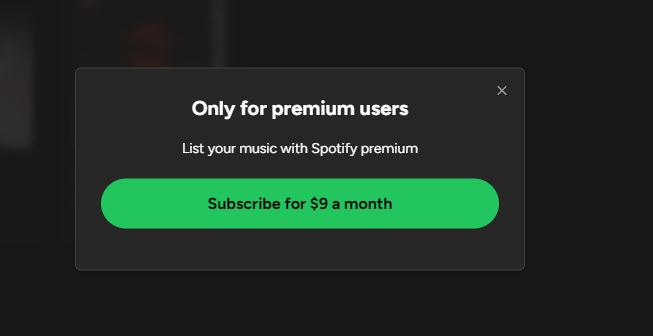 Only for premium users
List your music with Spotify premium
Subscribe for $9 a month